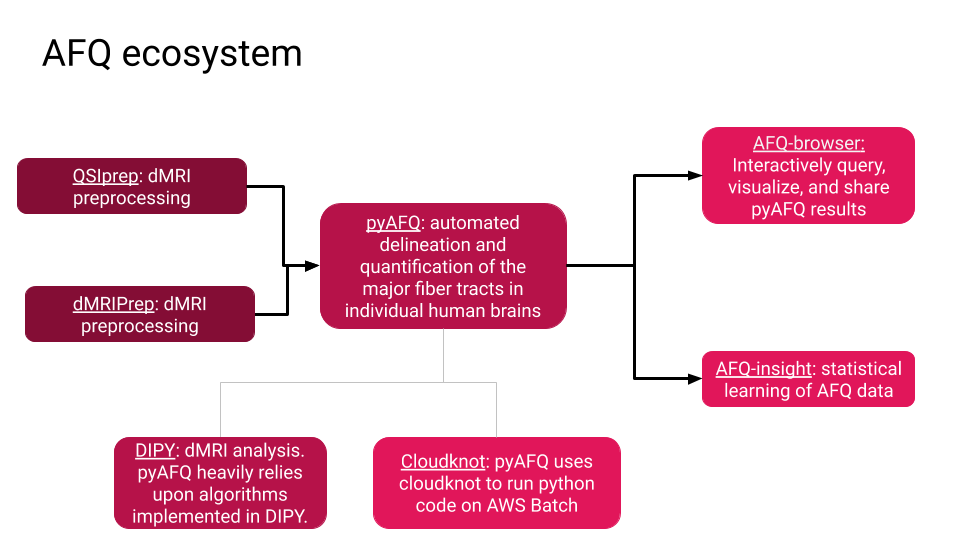 AFQ ecosystem
QSIprep: dMRI
preprocessing
dMRIPrep: dMRI
preprocessing
pyAFQ: automated
delineation and
quantification of the
major fiber tracts in
individual human brains
AFQ-browser:
Interactively query,
visualize, and share
pyAFQ results
AFQ-insight: statistical
learning of AFQ data
DIPY: dMRI analysis.
pyAFQ heavily relies
upon algorithms
implemented in DIPY.
Cloudknot: pyAFQ uses
cloudknot to run python
code on AWS Batch